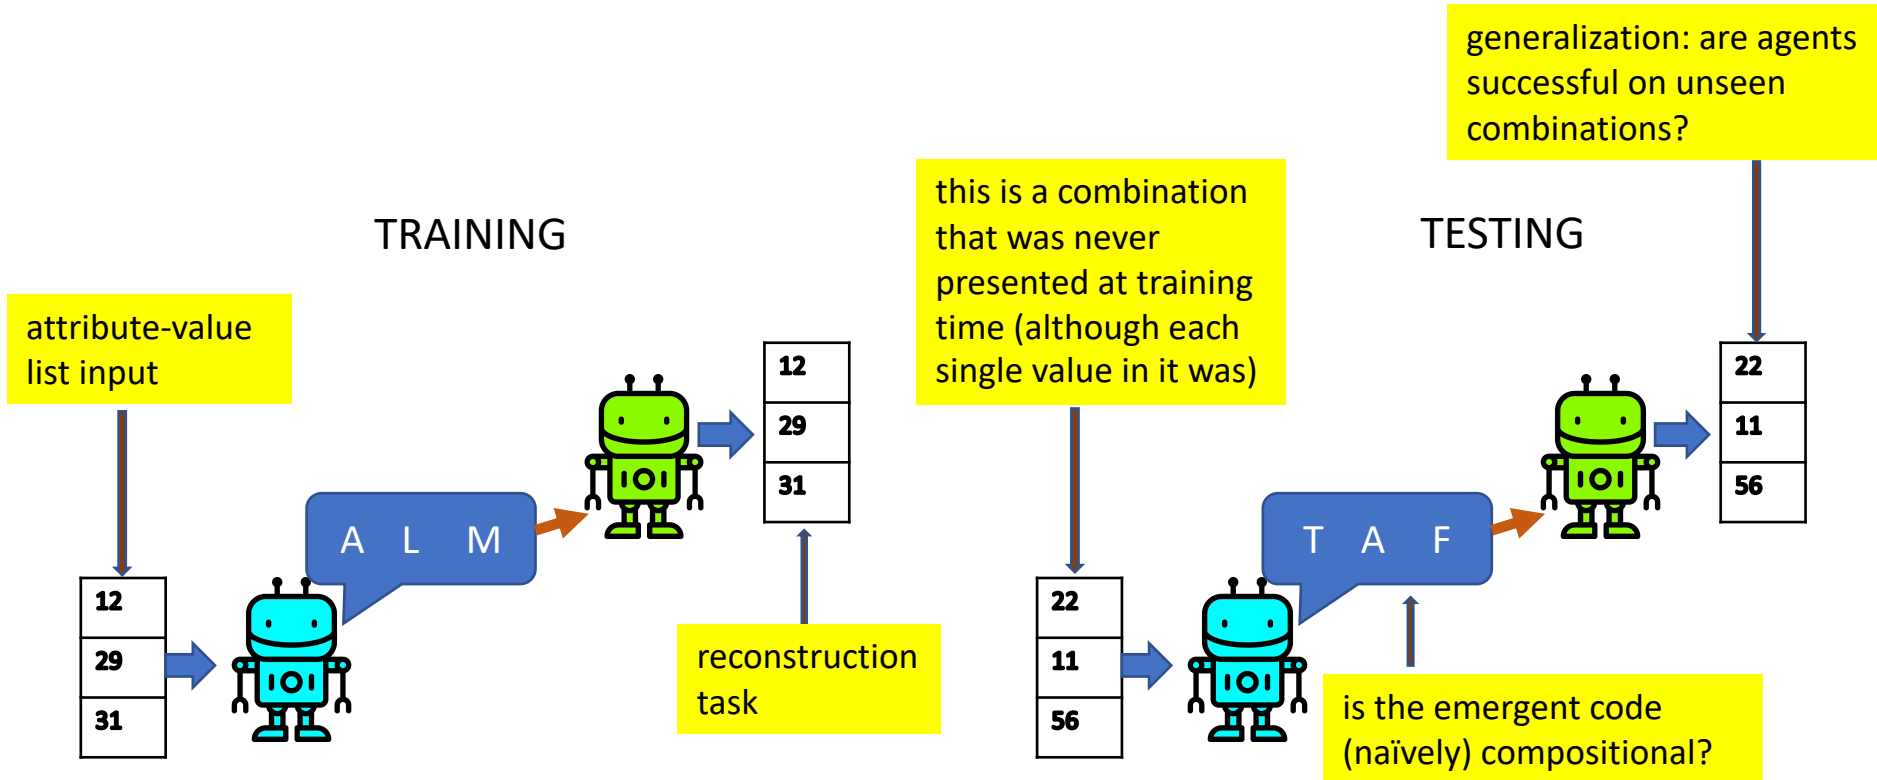 TRAINING
attribute-value
list input
12
29
31
A L M
12
29
31
reconstruction
task
TESTING
this is a combination
that was never
presented at training
time (although each
single value in it was)
22
11
56
T A F
is the emergent code
(naïvely) compositional?
22
11
56
generalization: are agents
successful on unseen
combinations?